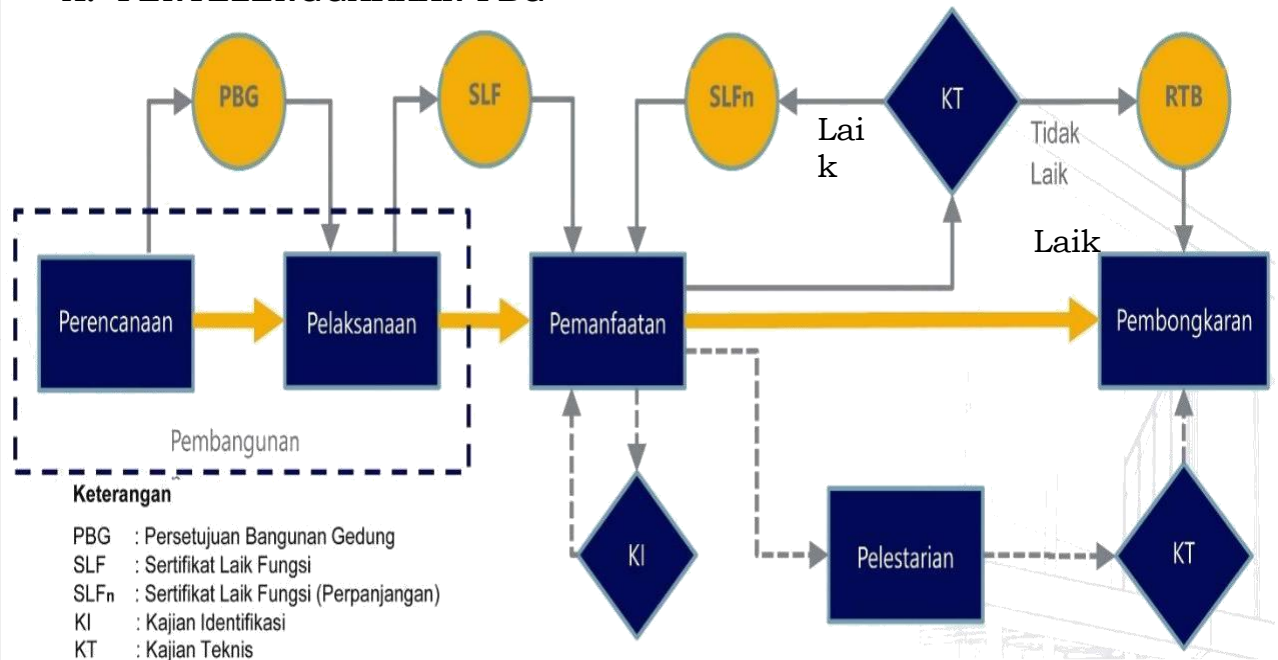 PBG
SLF
SLFn
KT
RTB
Lai
k
Tidak
Laik
Laik
Perencanaan
Pelaksanaan
Pemanfaatan
Pembongkaran
Pembangunan
KI
Pelestarian
KT
Keterangan
PBG : Persetujuan Bangunan Gedung
SLF : Sertifikat Laik Fungsi
SLFn : Sertifikat Laik Fungsi (Perpanjangan)
KI : Kajian Identifikasi
KT : Kajian Teknis